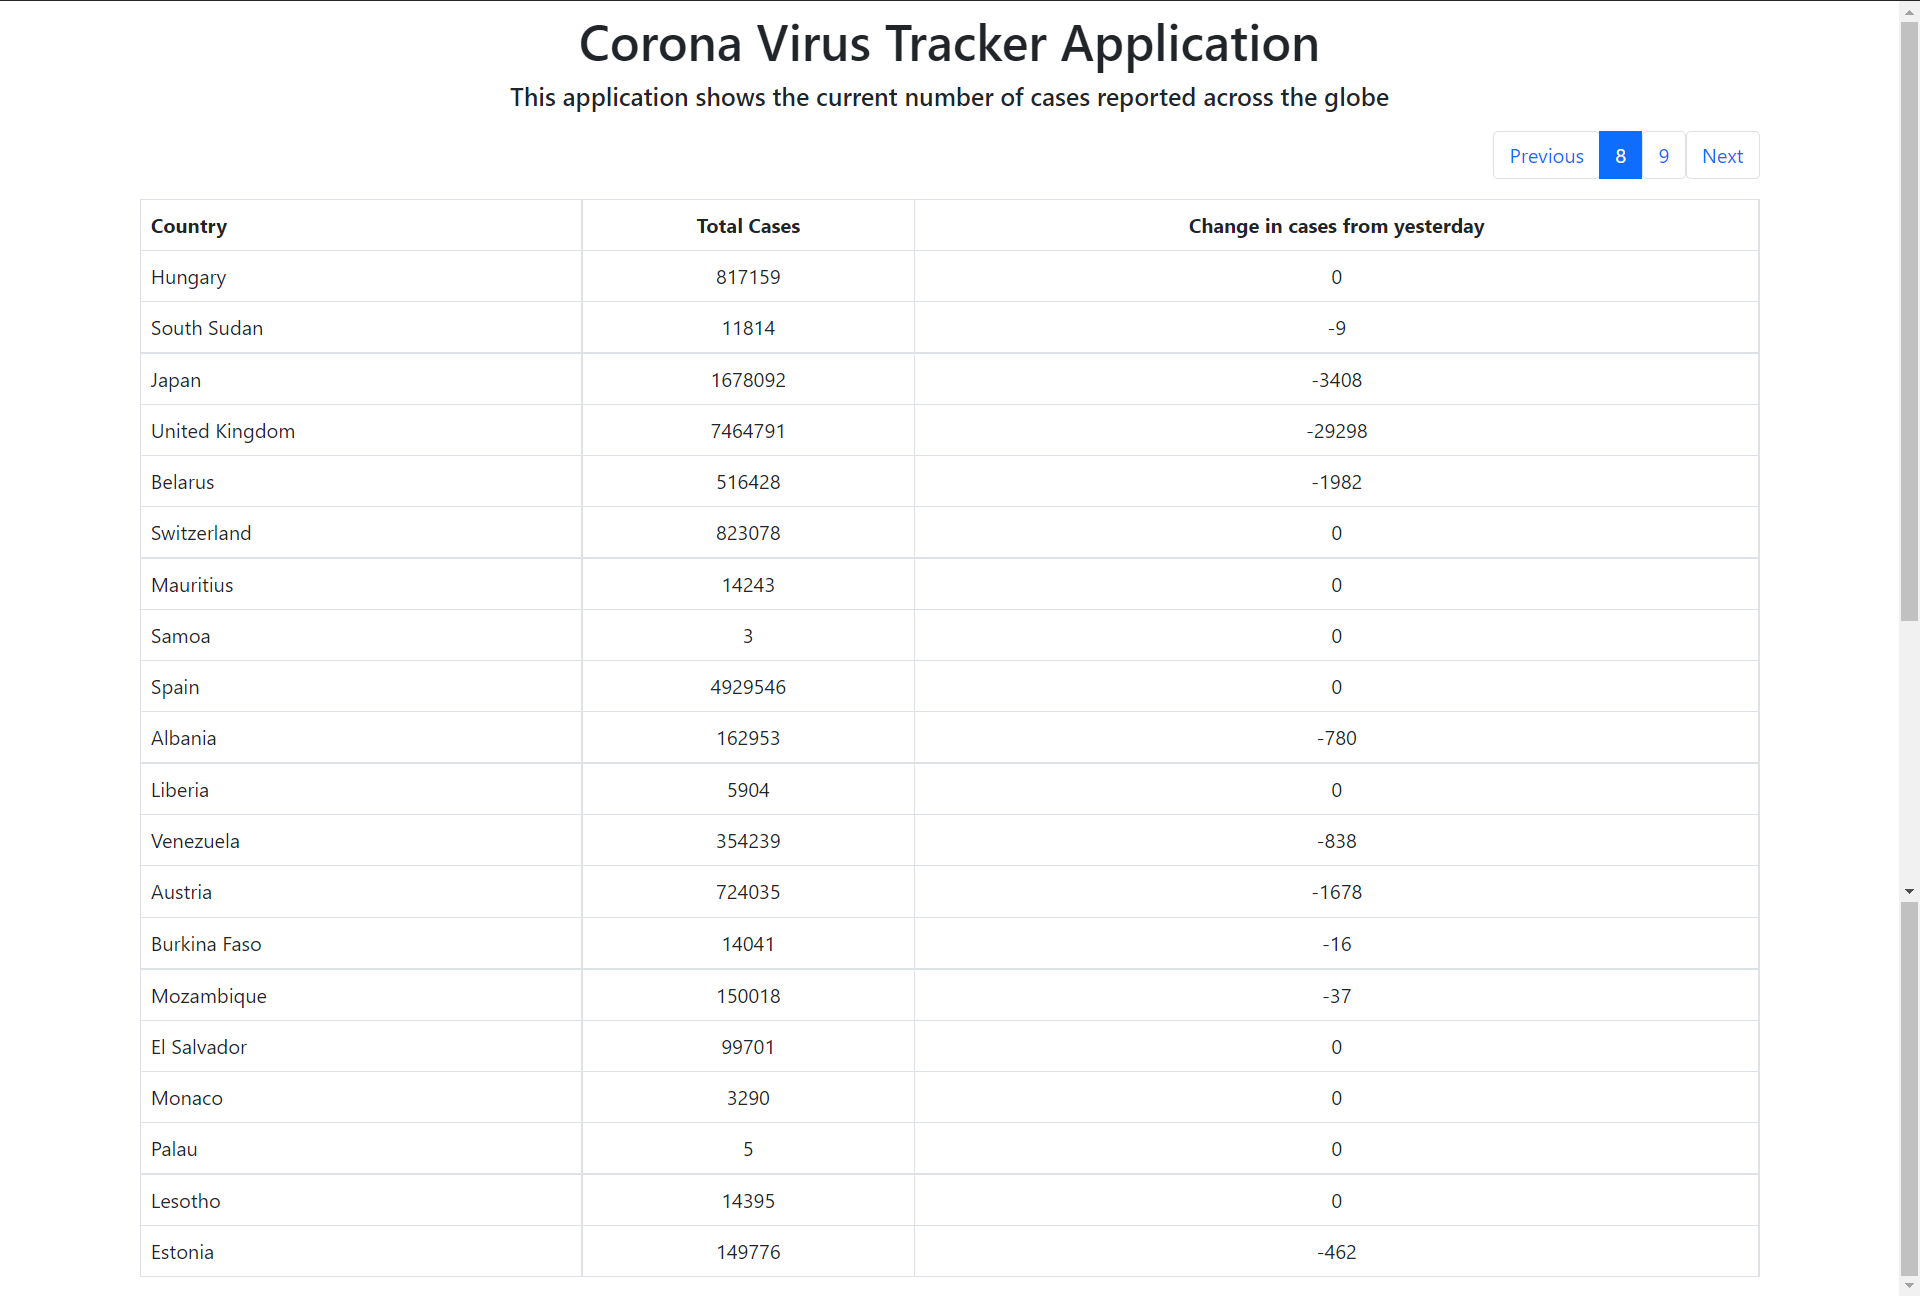 Corona Virus Tracker Application
This application shows the current number of cases reported across the globe
Previous 8 9 Next
Country Total Cases Change in cases from yesterday
Hungary 817159 0
South Sudan 11814 -9
Japan 1678092 -3408
United Kingdom 7464791 -29298
Belarus 516428 -1982
Switzerland 823078 0
Mauritius 14243 0
Samoa 3 0
Spain 4929546 0
Albania 162953 -780
Liberia 5904 0
Venezuela 354239 -838
Austria 724035 -1678
Burkina Faso 14041 -16
Mozambique 150018 -37
El Salvador 99701 0
Monaco 3290 0
Palau 5 0
Lesotho 14395 0
Estonia 149776 -462